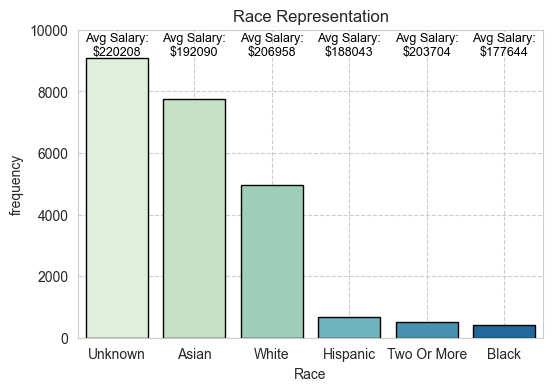 Race Representation
Avg Salary: Avg Salary: Avg Salary: Avg Salary: Avg Salary: Avg Salary:
$220208 $192090 $206958 $188043 $203704 $177644
10000
8000
6000
4000
2000
0
frequency
Unknown Asian White Hispanic Two Or More Black
Race